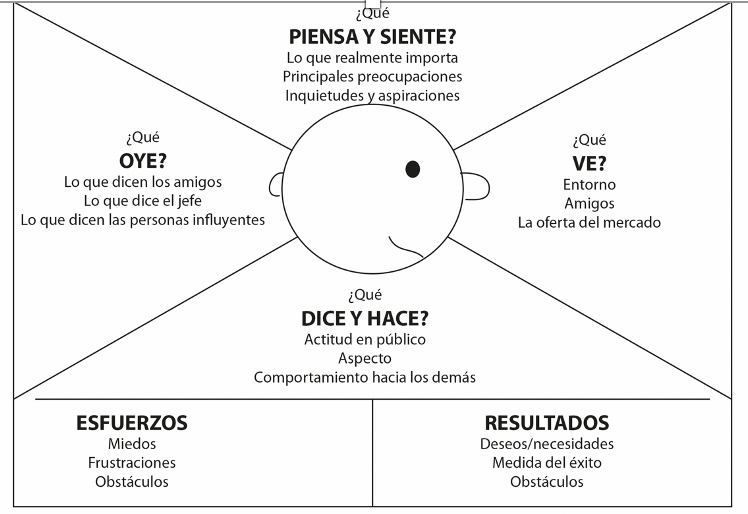 ¿Qué
PIENSA Y SIENTE?
Lo que realmente importa
Principales preocupaciones
Inquietudes y aspiraciones
¿Qué
OYE?
Lo que dicen los amigos
Lo que dice el jefe
Lo que dicen las personas influyentes
¿Qué
VE?
Entorno
Amigos
La oferta del mercado
¿Qué
DICE Y HACE?
Actitud en público
Aspecto
Comportamiento hacia los demás
ESFUERZOS
Miedos
Frustraciones
Obstáculos
RESULTADOS
Deseos/necesidades
Medida del éxito
Obstáculos